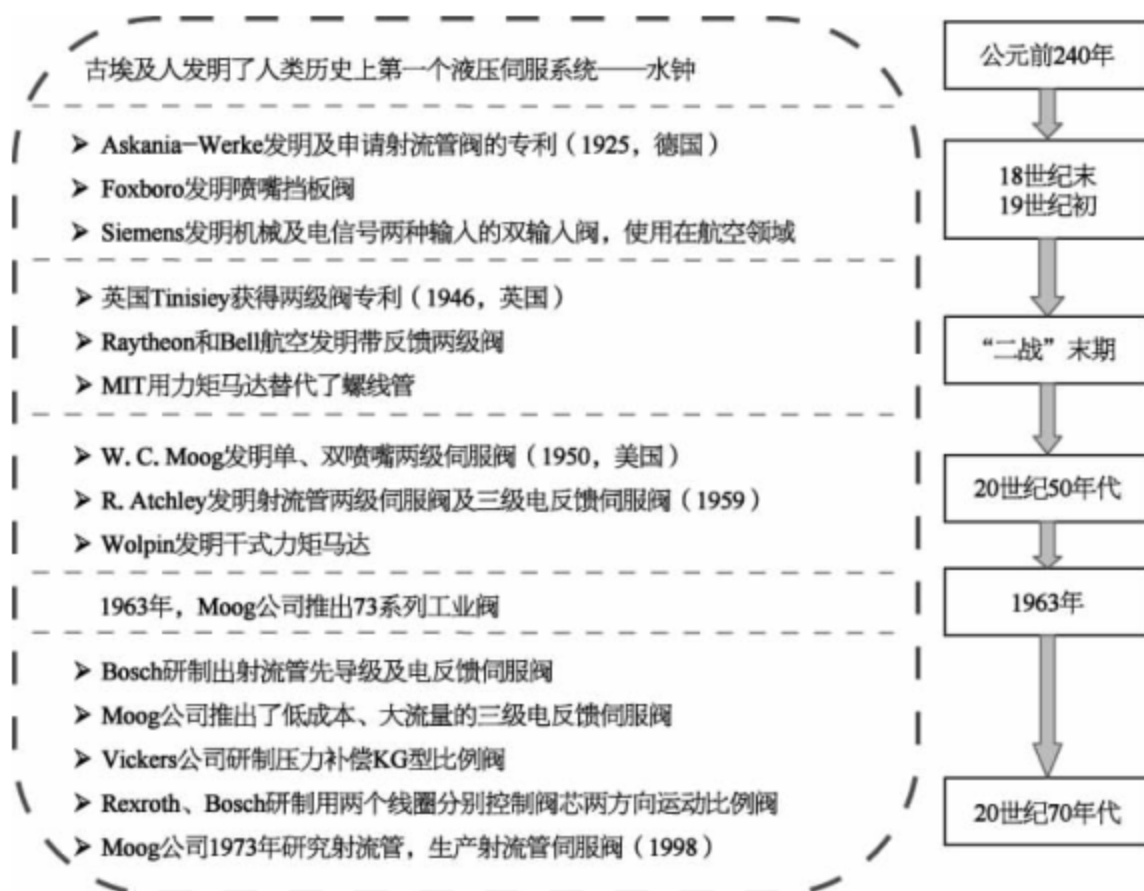 古埃及人发明了人类历史上第一个液压伺服系统——水钟
公元前240年
➤ Askania-Werke发明及申请射流管阀的专利（1925，德国）
➤ Foxboro发明喷嘴挡板阀
➤ Siemens发明机械及电信号两种输入的双输入阀，使用在航空领域
18世纪末
19世纪初
➤ 英国Tinisiey获得两级阀专利（1946，英国）
➤ Raytheon和Bell航空发明带反馈两级阀
➤ MIT用力矩马达替代了螺线管
“二战”末期
➤ W. C. Moog发明单、双喷嘴两级伺服阀（1950，美国）
➤ R. Atchley发明射流管两级伺服阀及三级电反馈伺服阀（1959）
➤ Wolpin发明干式力矩马达
20世纪50年代
1963年，Moog公司推出73系列工业阀
1963年
➤ Bosch研制出射流管先导级及电反馈伺服阀
➤ Moog公司推出了低成本、大流量的三级电反馈伺服阀
➤ Vickers公司研制压力补偿KG型比例阀
➤ Rexroth、Bosch研制用两个线圈分别控制阀芯两方向运动比例阀
➤ Moog公司1973年研究射流管，生产射流管伺服阀（1998）
20世纪70年代